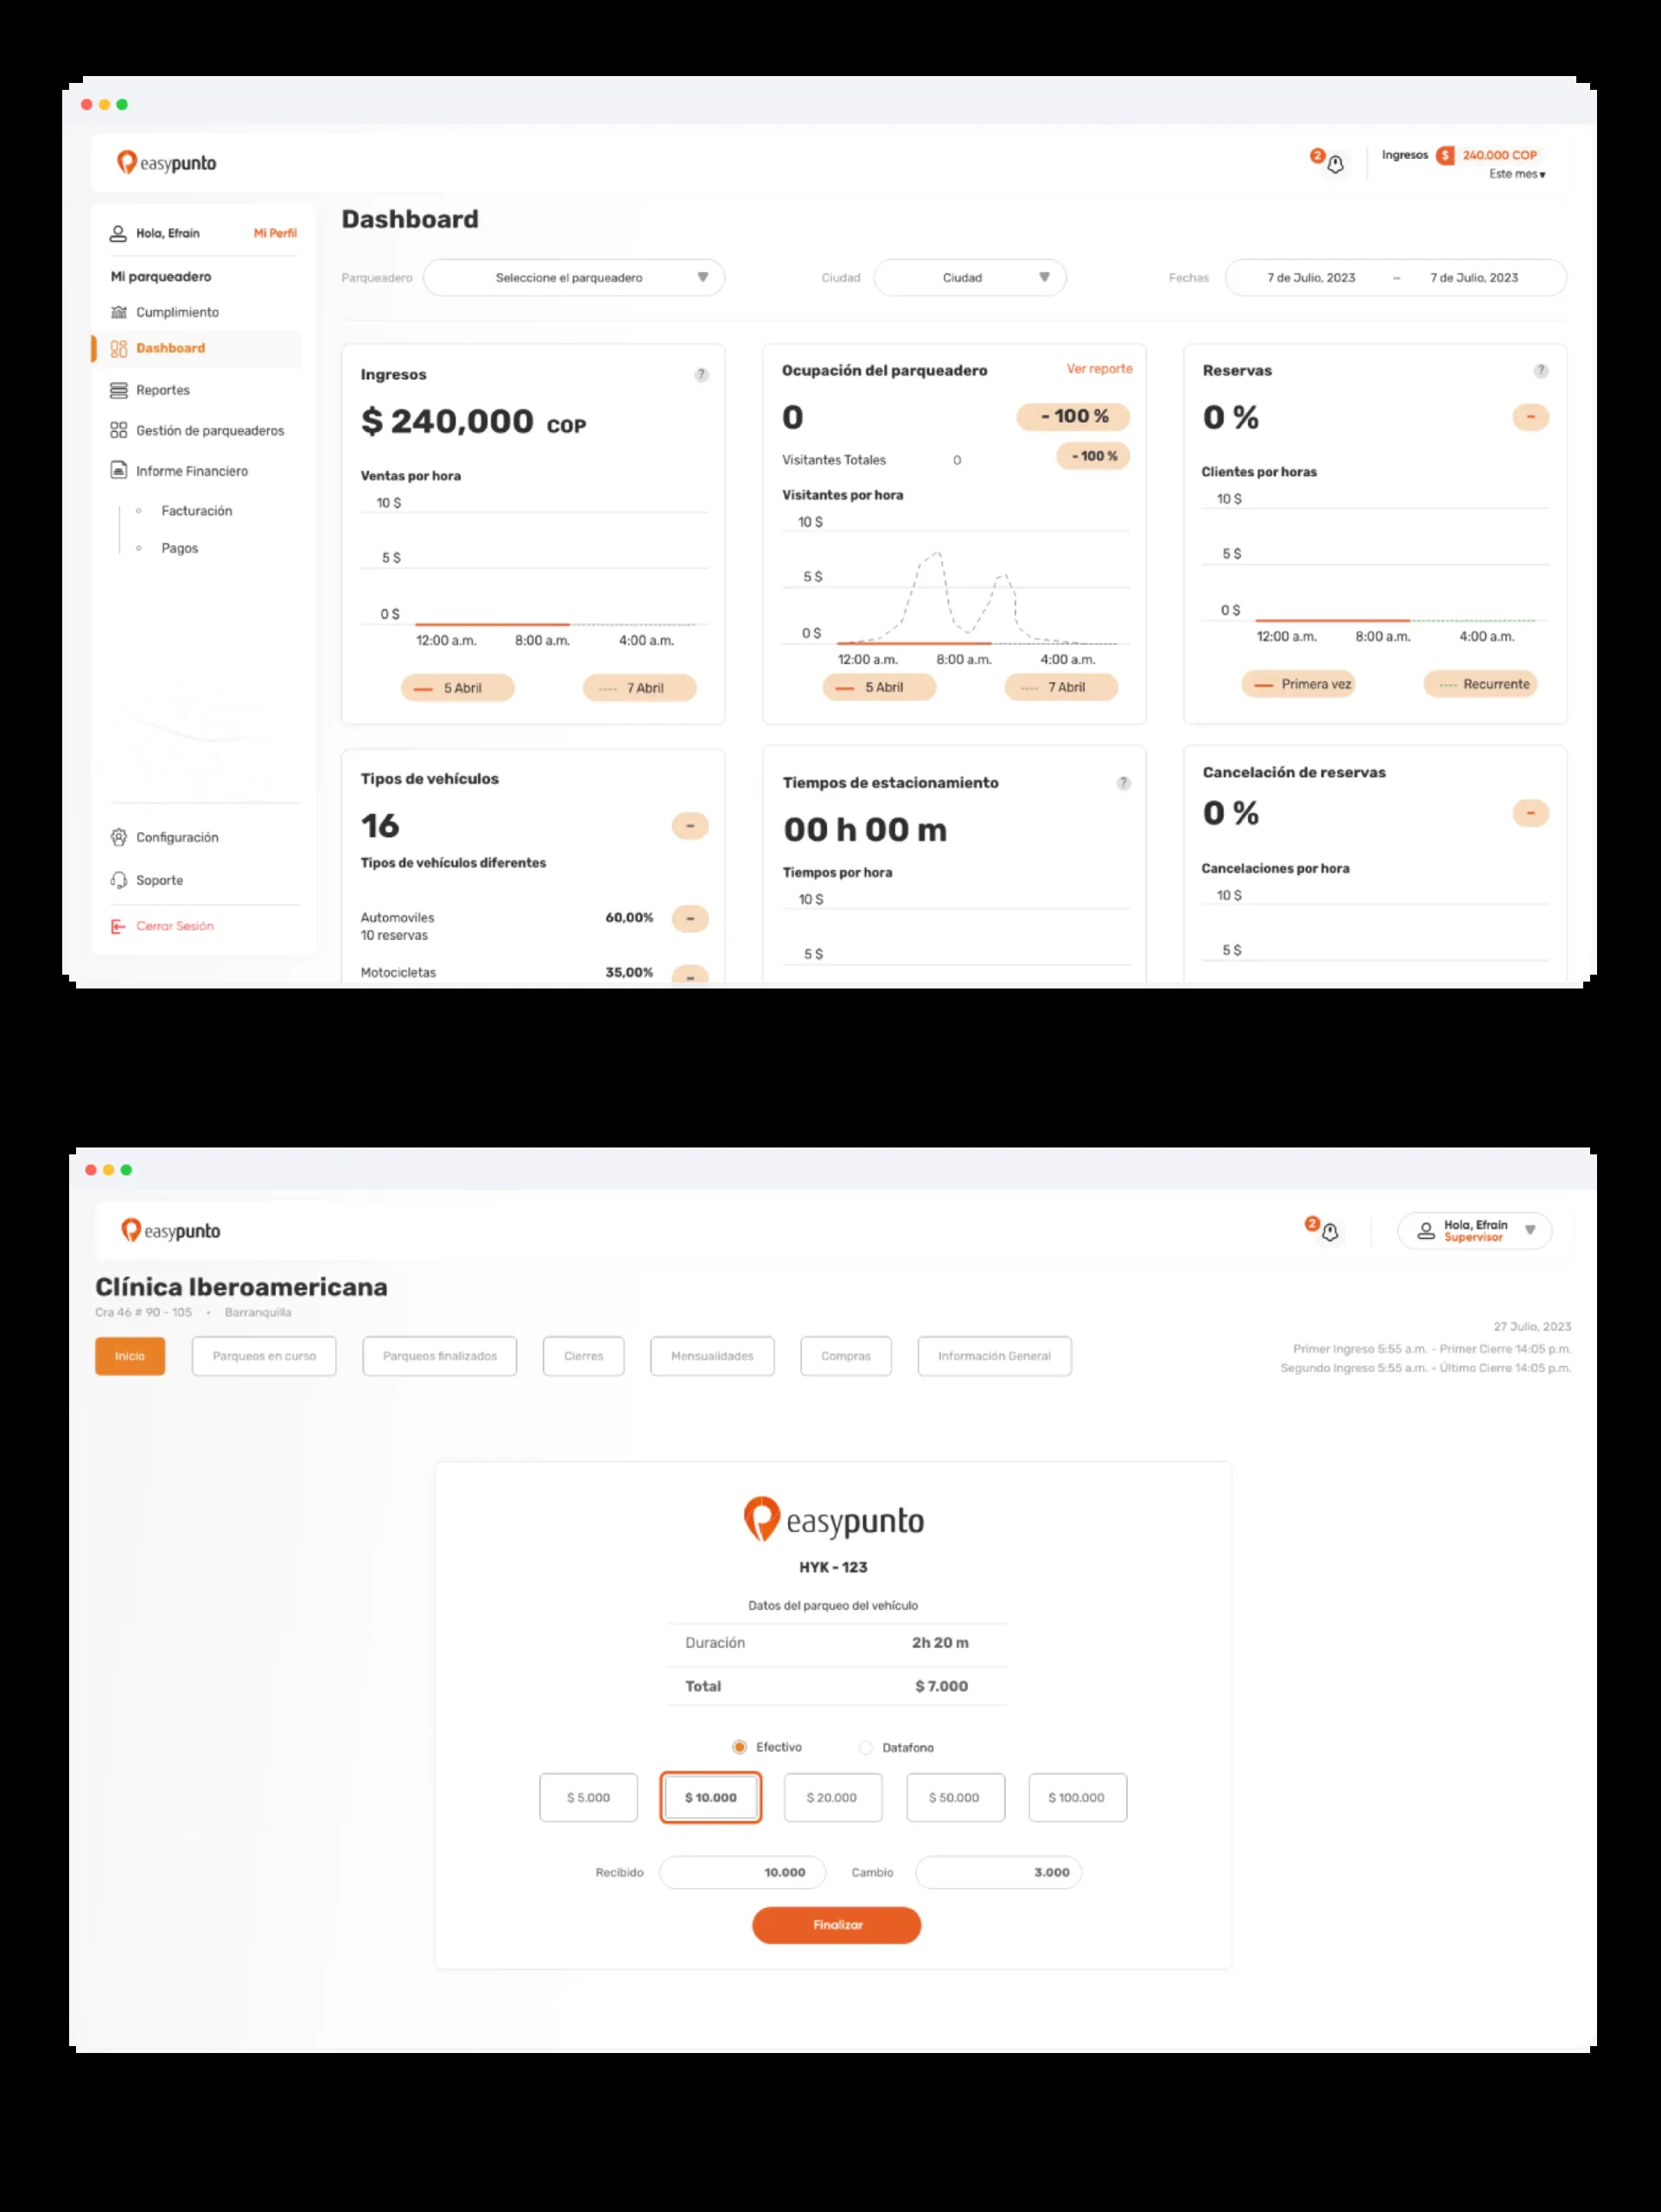 easypunto
2
Ingresos $ 240.000 COP
Este mes ▾
Hola, Efraín Mi Perfil
Mi parqueadero
Cumplimiento
Dashboard
Reportes
Gestión de parqueaderos
Informe Financiero
Facturación
Pagos
Configuración
Soporte
Cerrar Sesión
Dashboard
Parqueadero Seleccione el parqueadero Ciudad Ciudad Fechas 7 de Julio, 2023 – 7 de Julio, 2023
Ingresos ?
$ 240,000 COP
Ventas por hora
10 $
5 $
0 $
12:00 a.m. 8:00 a.m. 4:00 a.m.
5 Abril 7 Abril
Ocupación del parqueadero Ver reporte
0 - 100 %
Visitantes Totales 0 - 100 %
Visitantes por hora
10 $
5 $
0 $
12:00 a.m. 8:00 a.m. 4:00 a.m.
5 Abril 7 Abril
Reservas ?
0 % -
Clientes por horas
10 $
5 $
0 $
12:00 a.m. 8:00 a.m. 4:00 a.m.
Primera vez Recurrente
Tipos de vehículos
16 -
Tipos de vehículos diferentes
Automoviles 60,00% -
10 reservas
Motocicletas 35,00% -
Tiempos de estacionamiento ?
00 h 00 m
Tiempos por hora
10 $
5 $
Cancelación de reservas
0 % -
Cancelaciones por hora
10 $
5 $
easypunto
2
Hola, Efraín
Supervisor
Clínica Iberoamericana
Cra 46 # 90 - 105 • Barranquilla
Inicio Parqueos en curso Parqueos finalizados Cierres Mensualidades Compras Información General
27 Julio, 2023
Primer Ingreso 5:55 a.m. - Primer Cierre 14:05 p.m.
Segundo Ingreso 5:55 a.m. - Último Cierre 14:05 p.m.
easypunto
HYK - 123
Datos del parqueo del vehículo
Duración 2h 20 m
Total $ 7.000
Efectivo Datafono
$ 5.000 $ 10.000 $ 20.000 $ 50.000 $ 100.000
Recibido 10.000 Cambio 3.000
Finalizar